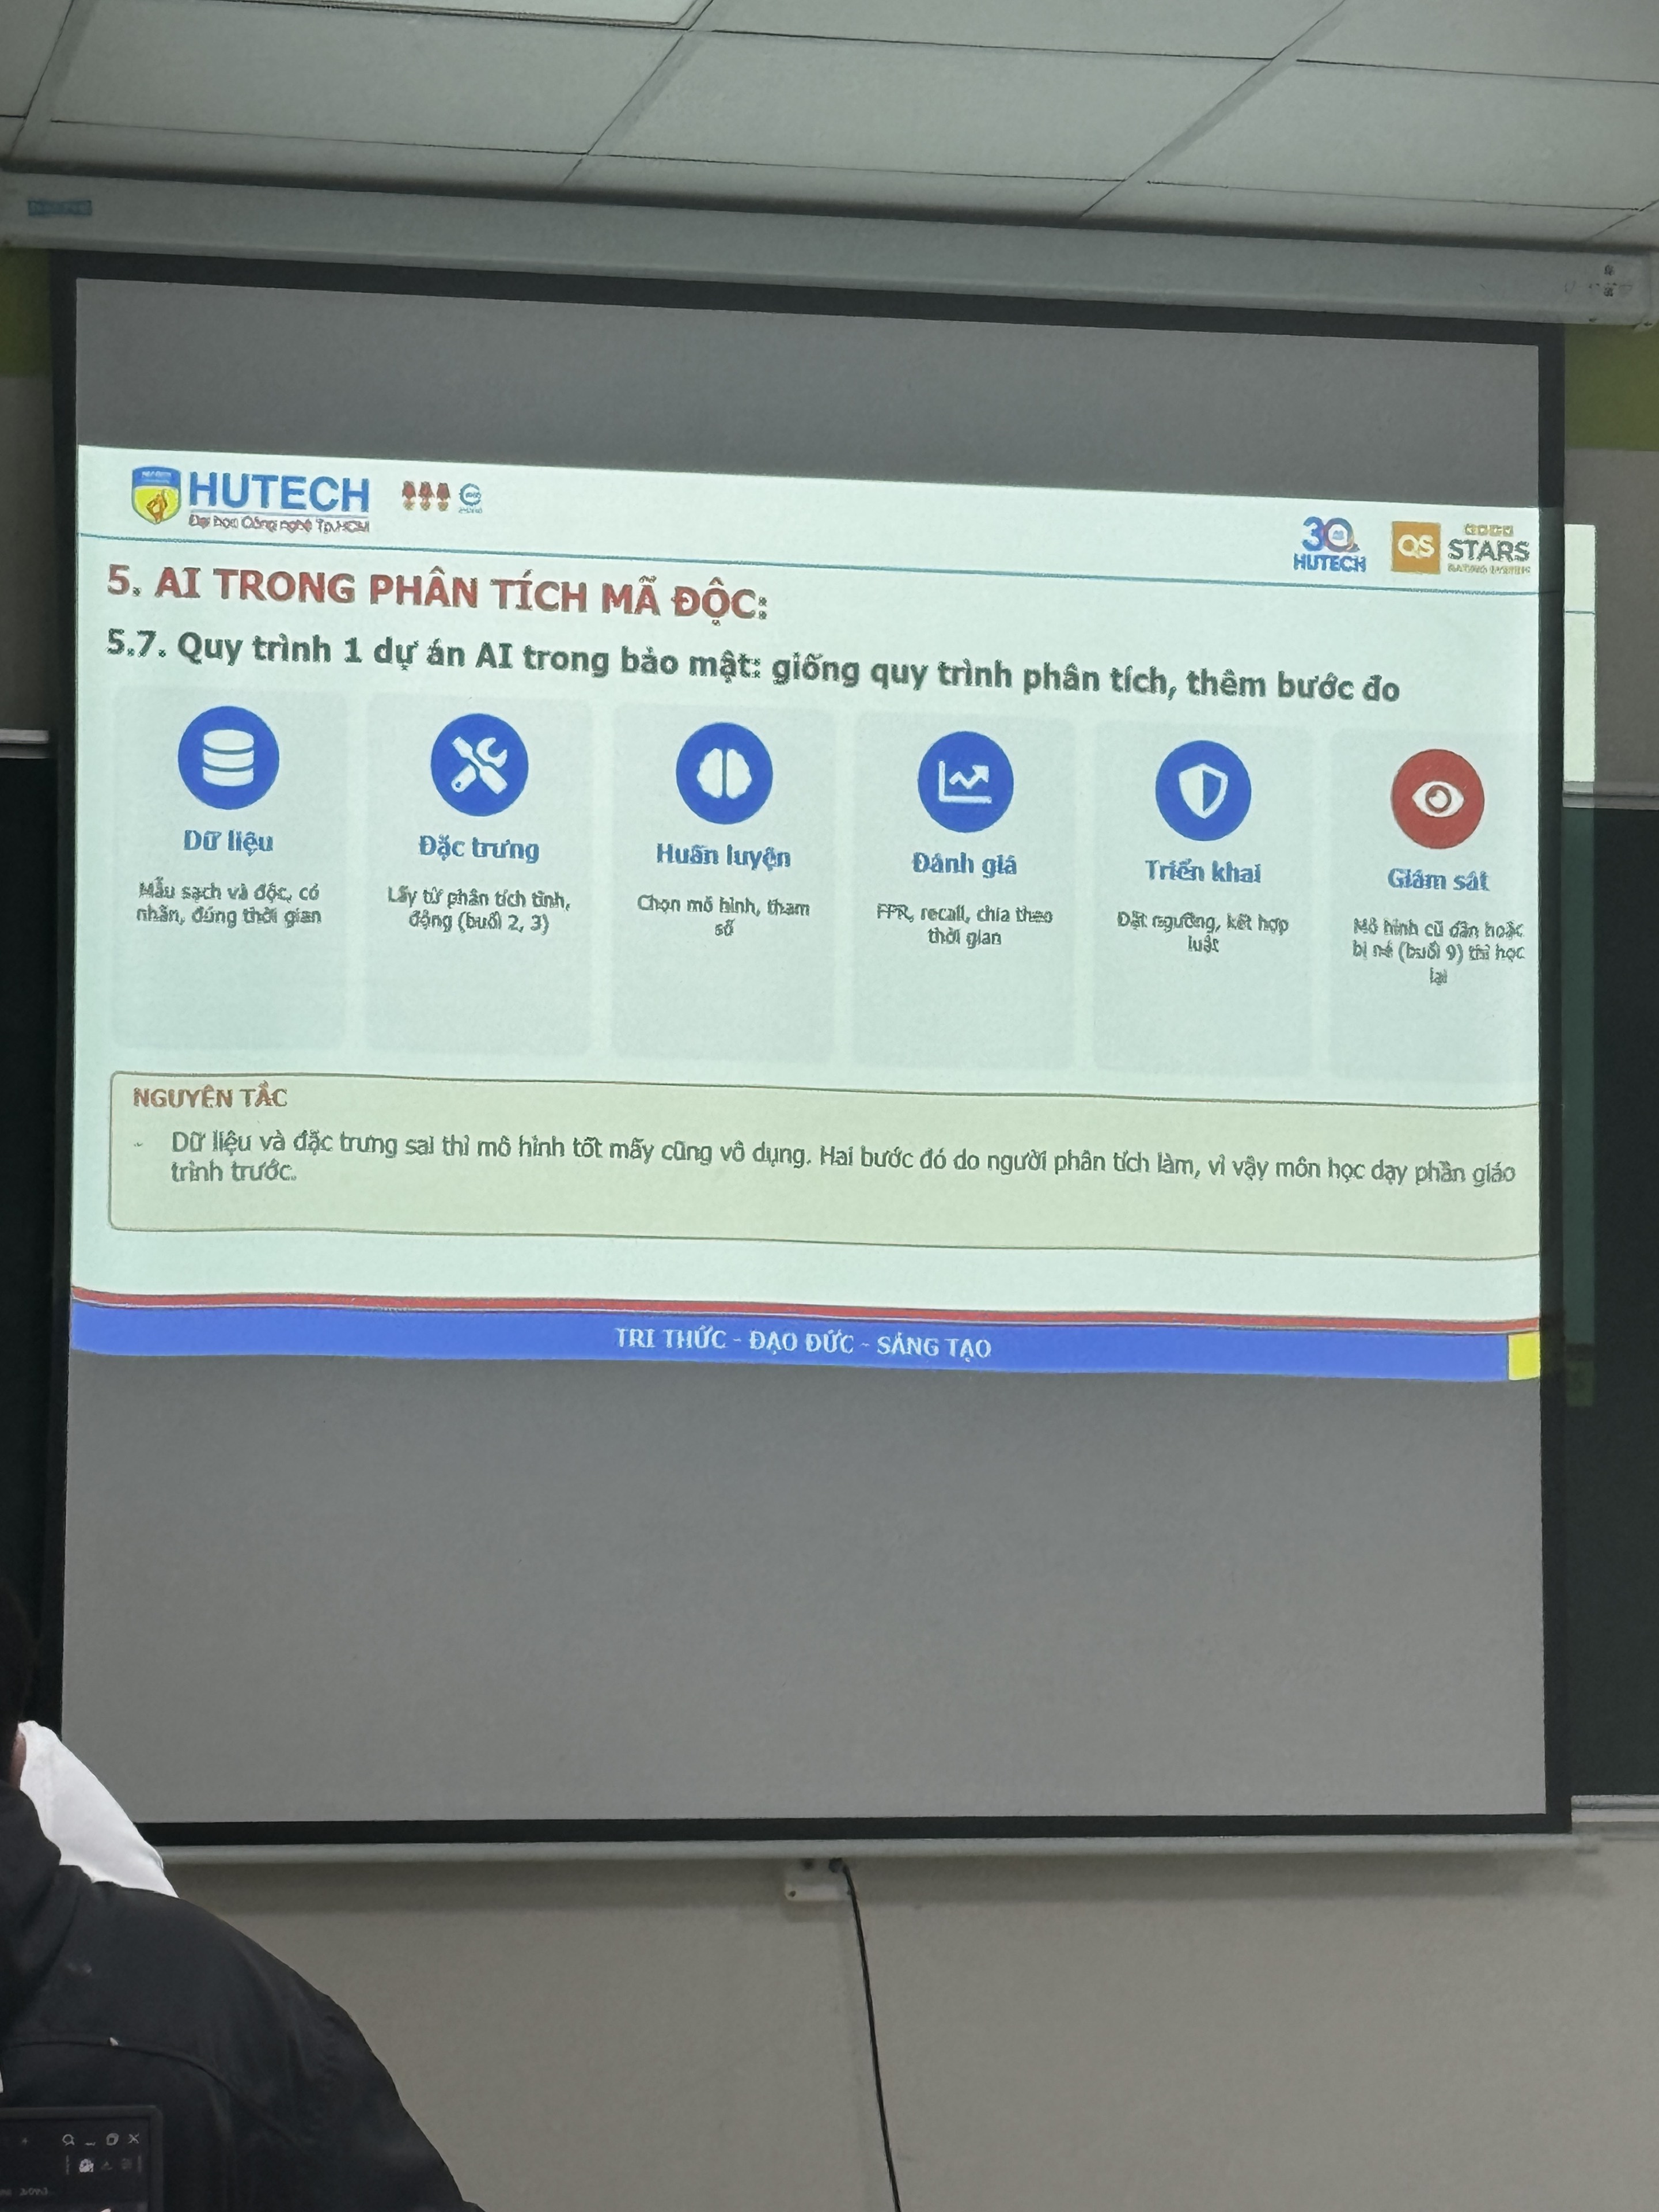 HUTECH
Đại học Công nghệ Tp.HCM
30
HUTECH
QS
STARS
RATING SYSTEM
5. AI TRONG PHÂN TÍCH MÃ ĐỘC:
5.7. Quy trình 1 dự án AI trong bảo mật: giống quy trình phân tích, thêm bước đo
Dữ liệu
Mẫu sạch và độc, có
nhãn, đúng thời gian
Đặc trưng
Lấy từ phân tích tĩnh,
động (buổi 2, 3)
Huấn luyện
Chọn mô hình, tham
số
Đánh giá
FPR, recall, chia theo
thời gian
Triển khai
Đặt ngưỡng, kết hợp
luật
Giám sát
Mô hình cũ dần hoặc
bị né (buổi 9) thì học
lại
NGUYÊN TẮC
- Dữ liệu và đặc trưng sai thì mô hình tốt mấy cũng vô dụng. Hai bước đó do người phân tích làm, vì vậy môn học dạy phần giáo
trình trước.
TRI THỨC - ĐẠO ĐỨC - SÁNG TẠO